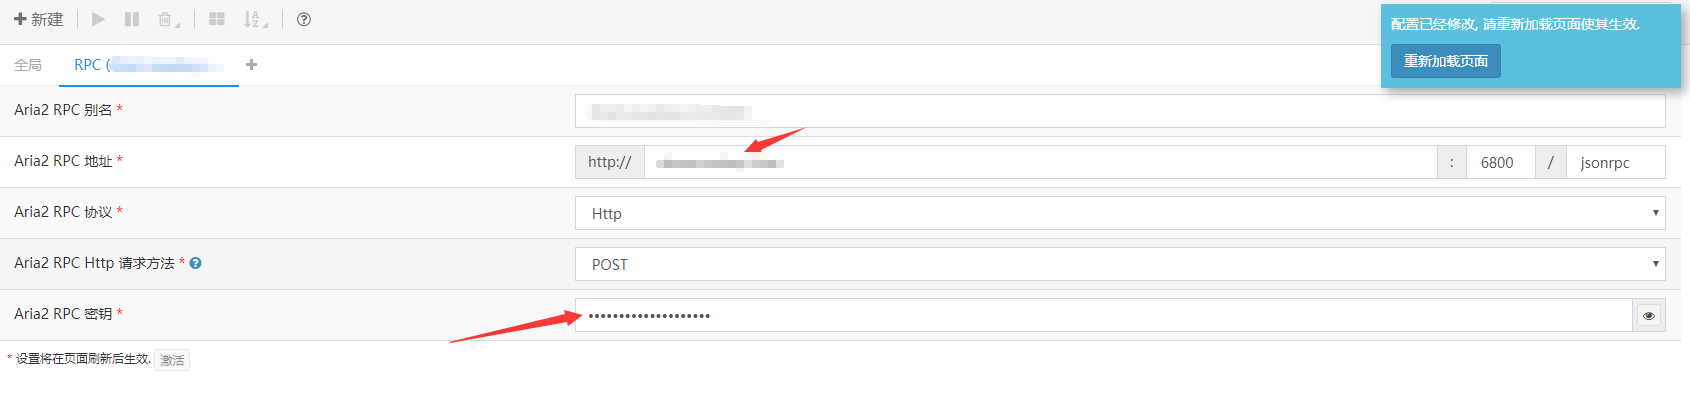 新建
配置已经修改, 请重新加载页面使其生效.
重新加载页面
全局 RPC (
Aria2 RPC 别名 *
Aria2 RPC 地址 * http:// : 6800 / jsonrpc
Aria2 RPC 协议 * Http
Aria2 RPC Http 请求方法 * POST
Aria2 RPC 密钥 * ••••••••••••••••••••
* 设置将在页面刷新后生效. 激活